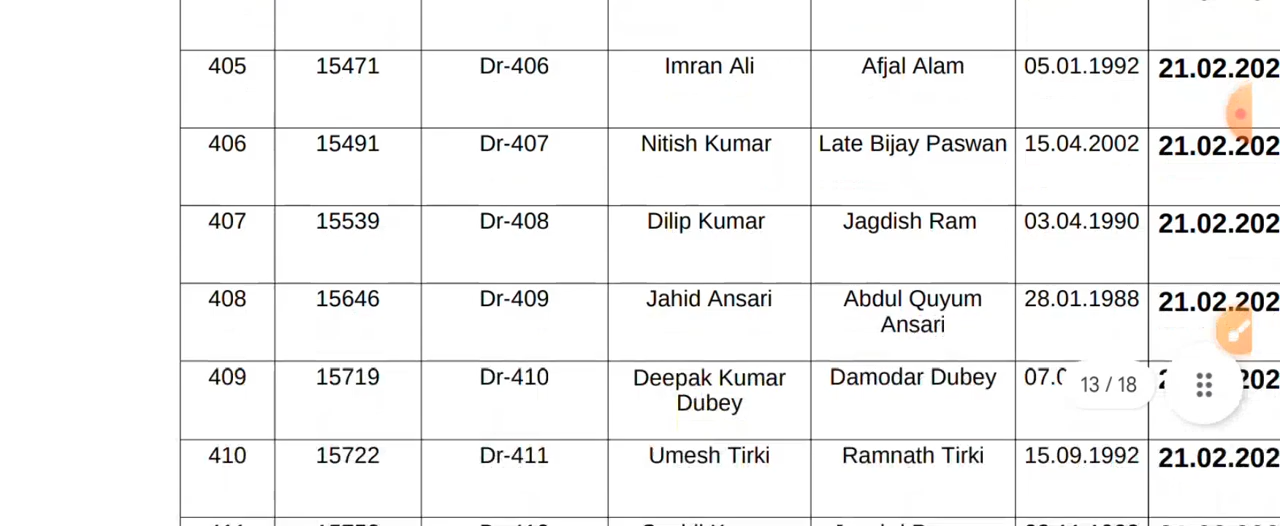 405 15471 Dr-406 Imran Ali Afjal Alam 05.01.1992 21.02.202
406 15491 Dr-407 Nitish Kumar Late Bijay Paswan 15.04.2002 21.02.202
407 15539 Dr-408 Dilip Kumar Jagdish Ram 03.04.1990 21.02.202
408 15646 Dr-409 Jahid Ansari Abdul Quyum 28.01.1988 21.02.202
Ansari
409 15719 Dr-410 Deepak Kumar Damodar Dubey 07.0 13 / 18 202
Dubey
410 15722 Dr-411 Umesh Tirki Ramnath Tirki 15.09.1992 21.02.202